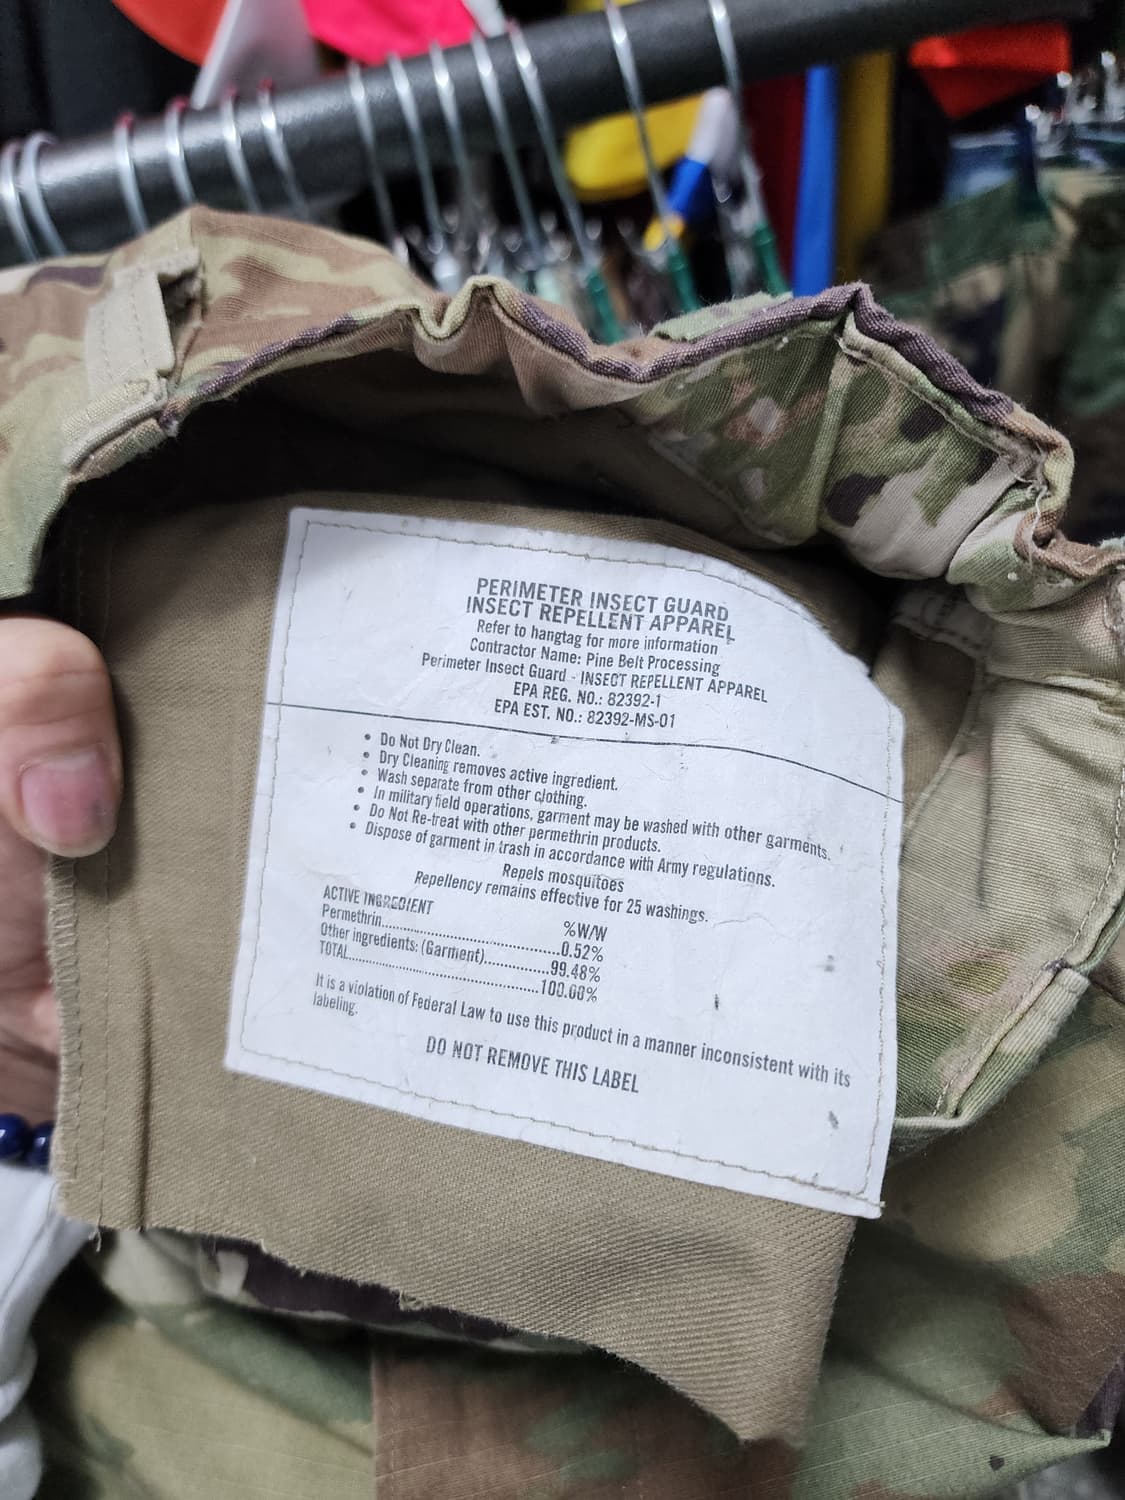 PERIMETER INSECT GUARD
INSECT REPELLENT APPAREL
Refer to hangtag for more information
Contractor Name: Pine Belt Processing
Perimeter Insect Guard - INSECT REPELLENT APPAREL
EPA REG. NO.: 82392-1
EPA EST. NO.: 82392-MS-01
• Do Not Dry Clean.
• Dry Cleaning removes active ingredient.
• Wash separate from other clothing.
• In military field operations, garment may be washed with other garments.
• Do Not Re-treat with other permethrin products.
• Dispose of garment in trash in accordance with Army regulations.
Repels mosquitoes
Repellency remains effective for 25 washings.
ACTIVE INGREDIENT %W/W
Permethrin..................................................0.52%
Other ingredients: (Garment)..................99.48%
TOTAL.....................................................100.00%
It is a violation of Federal Law to use this product in a manner inconsistent with its
labeling.
DO NOT REMOVE THIS LABEL